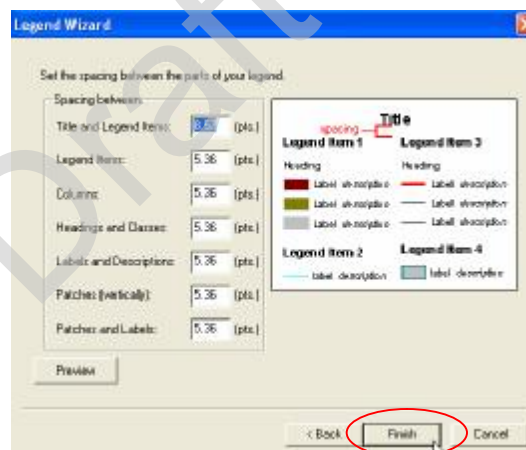 Legend Wizard
Set the spacing between the parts of your legend.
Spacing between
Title and Legend Items: (pts.)
Legend Items: 5.36 (pts.)
Columns: 5.36 (pts.)
Headings and Classes: 5.36 (pts.)
Labels and Descriptions: 5.36 (pts.)
Patches (vertically): 5.36 (pts.)
Patches and Labels: 5.36 (pts.)
Title
spacing
Legend Item 1 Legend Item 3
Heading Heading
Label description Label description
Label description Label description
Label description Label description
Legend Item 2 Legend Item 4
label description label description
Preview
< Back Finish Cancel
Draft